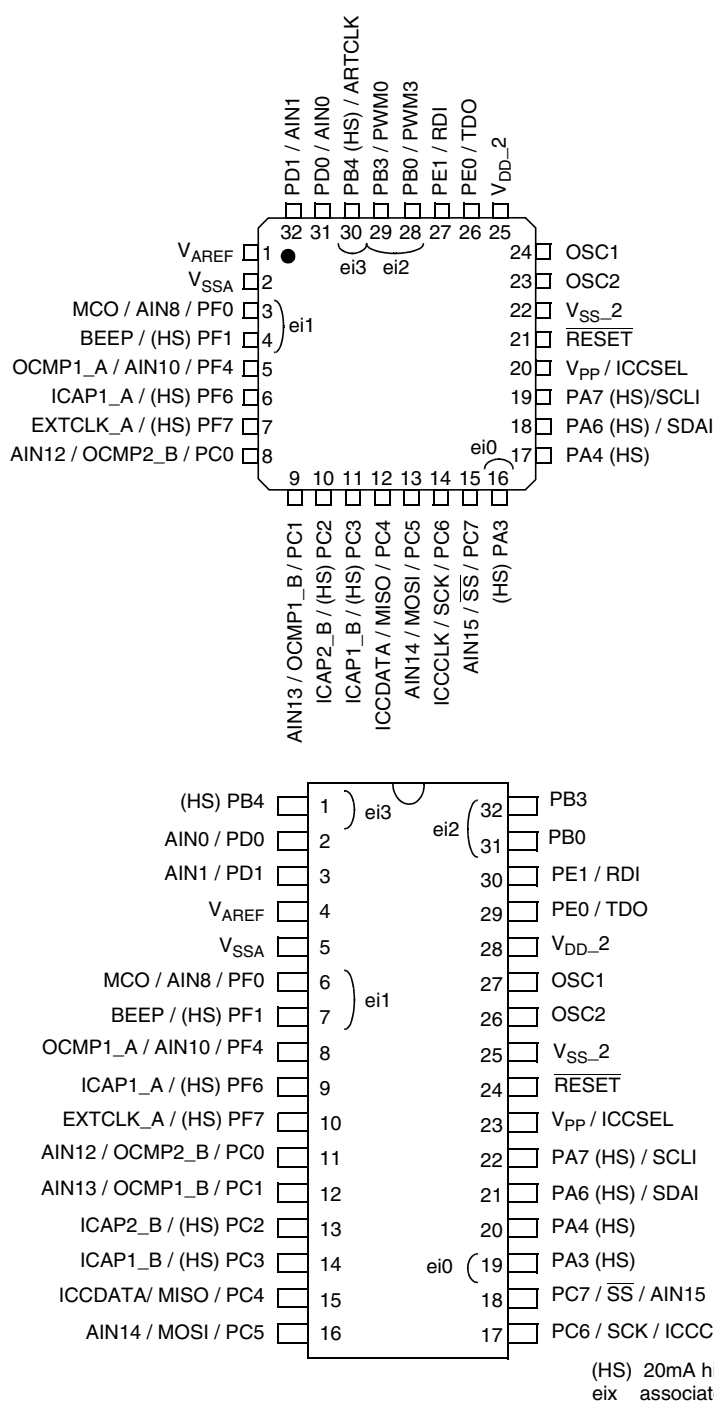 PD1 / AIN1
PD0 / AIN0
PB4 (HS) / ARTCLK
PB3 / PWM0
PB0 / PWM3
PE1 / RDI
PE0 / TDO
VDD_2
32 31 30 29 28 27 26 25
ei3 ei2
VAREF 1
VSSA 2
MCO / AIN8 / PF0 3
ei1
BEEP / (HS) PF1 4
OCMP1_A / AIN10 / PF4 5
ICAP1_A / (HS) PF6 6
EXTCLK_A / (HS) PF7 7
AIN12 / OCMP2_B / PC0 8
24 OSC1
23 OSC2
22 VSS_2
21 RESET
20 VPP / ICCSEL
19 PA7 (HS)/SCLI
18 PA6 (HS) / SDAI
17 PA4 (HS)
ei0
9 10 11 12 13 14 15 16
AIN13 / OCMP1_B / PC1
ICAP2_B / (HS) PC2
ICAP1_B / (HS) PC3
ICCDATA / MISO / PC4
AIN14 / MOSI / PC5
ICCCLK / SCK / PC6
AIN15 / SS / PC7
(HS) PA3
(HS) PB4 1
ei3
AIN0 / PD0 2
AIN1 / PD1 3
VAREF 4
VSSA 5
MCO / AIN8 / PF0 6
ei1
BEEP / (HS) PF1 7
OCMP1_A / AIN10 / PF4 8
ICAP1_A / (HS) PF6 9
EXTCLK_A / (HS) PF7 10
AIN12 / OCMP2_B / PC0 11
AIN13 / OCMP1_B / PC1 12
ICAP2_B / (HS) PC2 13
ICAP1_B / (HS) PC3 14
ICCDATA/ MISO / PC4 15
AIN14 / MOSI / PC5 16
32 PB3
ei2
31 PB0
30 PE1 / RDI
29 PE0 / TDO
28 VDD_2
27 OSC1
26 OSC2
25 VSS_2
24 RESET
23 VPP / ICCSEL
22 PA7 (HS) / SCLI
21 PA6 (HS) / SDAI
20 PA4 (HS)
ei0 19 PA3 (HS)
18 PC7 / SS / AIN15
17 PC6 / SCK / ICCC
(HS) 20mA hi
eix associat